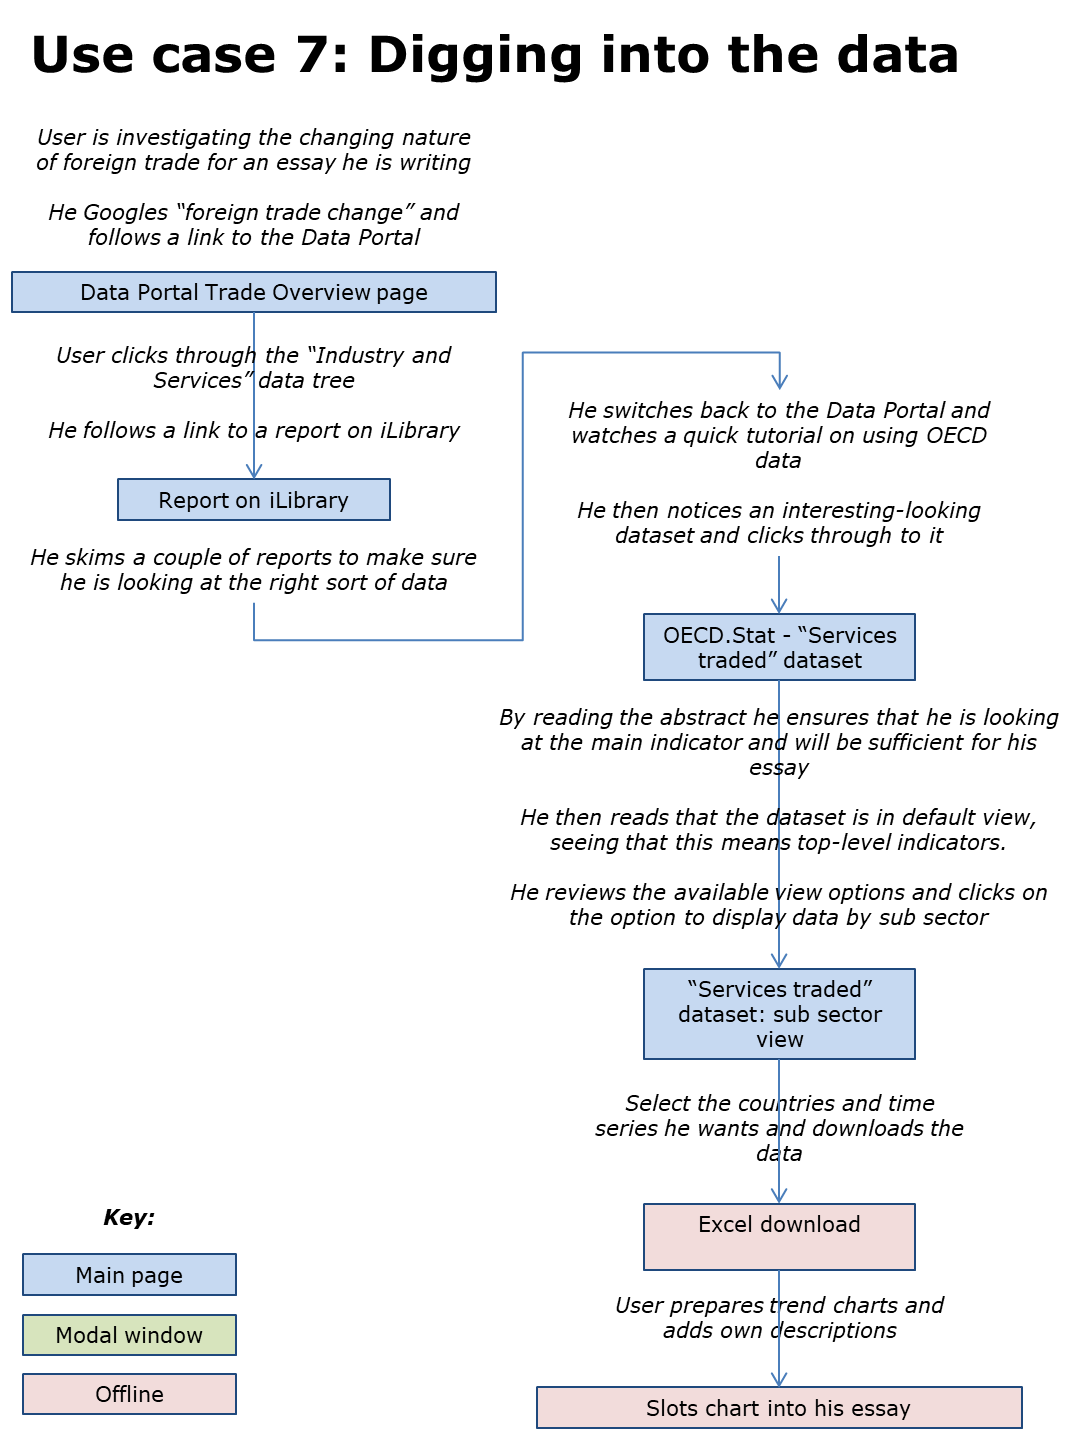 Use case 7: Digging into the data
User is investigating the changing nature
of foreign trade for an essay he is writing
He Googles “foreign trade change” and
follows a link to the Data Portal
Data Portal Trade Overview page
User clicks through the “Industry and
Services” data tree
He follows a link to a report on iLibrary
Report on iLibrary
He skims a couple of reports to make sure
he is looking at the right sort of data
He switches back to the Data Portal and
watches a quick tutorial on using OECD
data
He then notices an interesting-looking
dataset and clicks through to it
OECD.Stat - “Services
traded” dataset
By reading the abstract he ensures that he is looking
at the main indicator and will be sufficient for his
essay
He then reads that the dataset is in default view,
seeing that this means top-level indicators.
He reviews the available view options and clicks on
the option to display data by sub sector
“Services traded”
dataset: sub sector
view
Select the countries and time
series he wants and downloads the
data
Excel download
User prepares trend charts and
adds own descriptions
Slots chart into his essay
Key:
Main page
Modal window
Offline